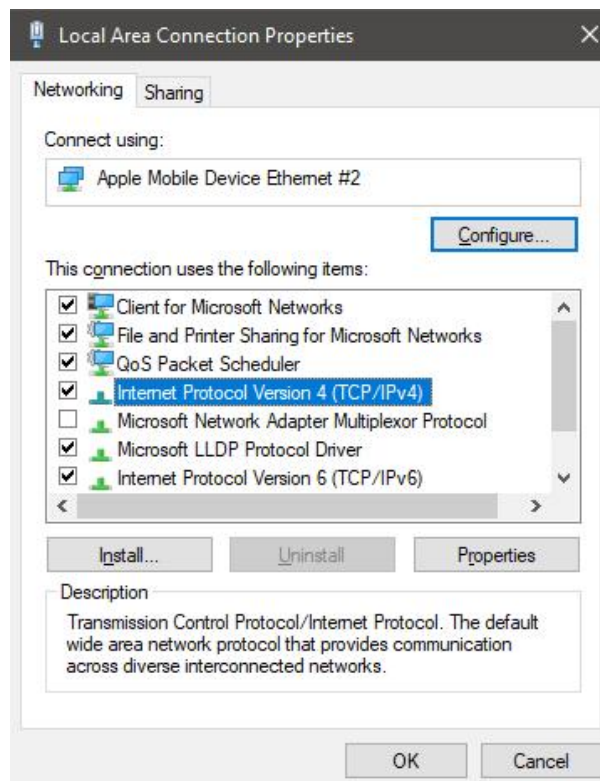 Local Area Connection Properties
Networking
Sharing
Connect using:
Apple Mobile Device Ethernet #2
Configure...
This connection uses the following items:
Client for Microsoft Networks
File and Printer Sharing for Microsoft Networks
QoS Packet Scheduler
Internet Protocol Version 4 (TCP/IPv4)
Microsoft Network Adapter Multiplexor Protocol
Microsoft LLDP Protocol Driver
Internet Protocol Version 6 (TCP/IPv6)
Install...
Uninstall
Properties
Description
Transmission Control Protocol/Internet Protocol. The default
wide area network protocol that provides communication
across diverse interconnected networks.
OK
Cancel